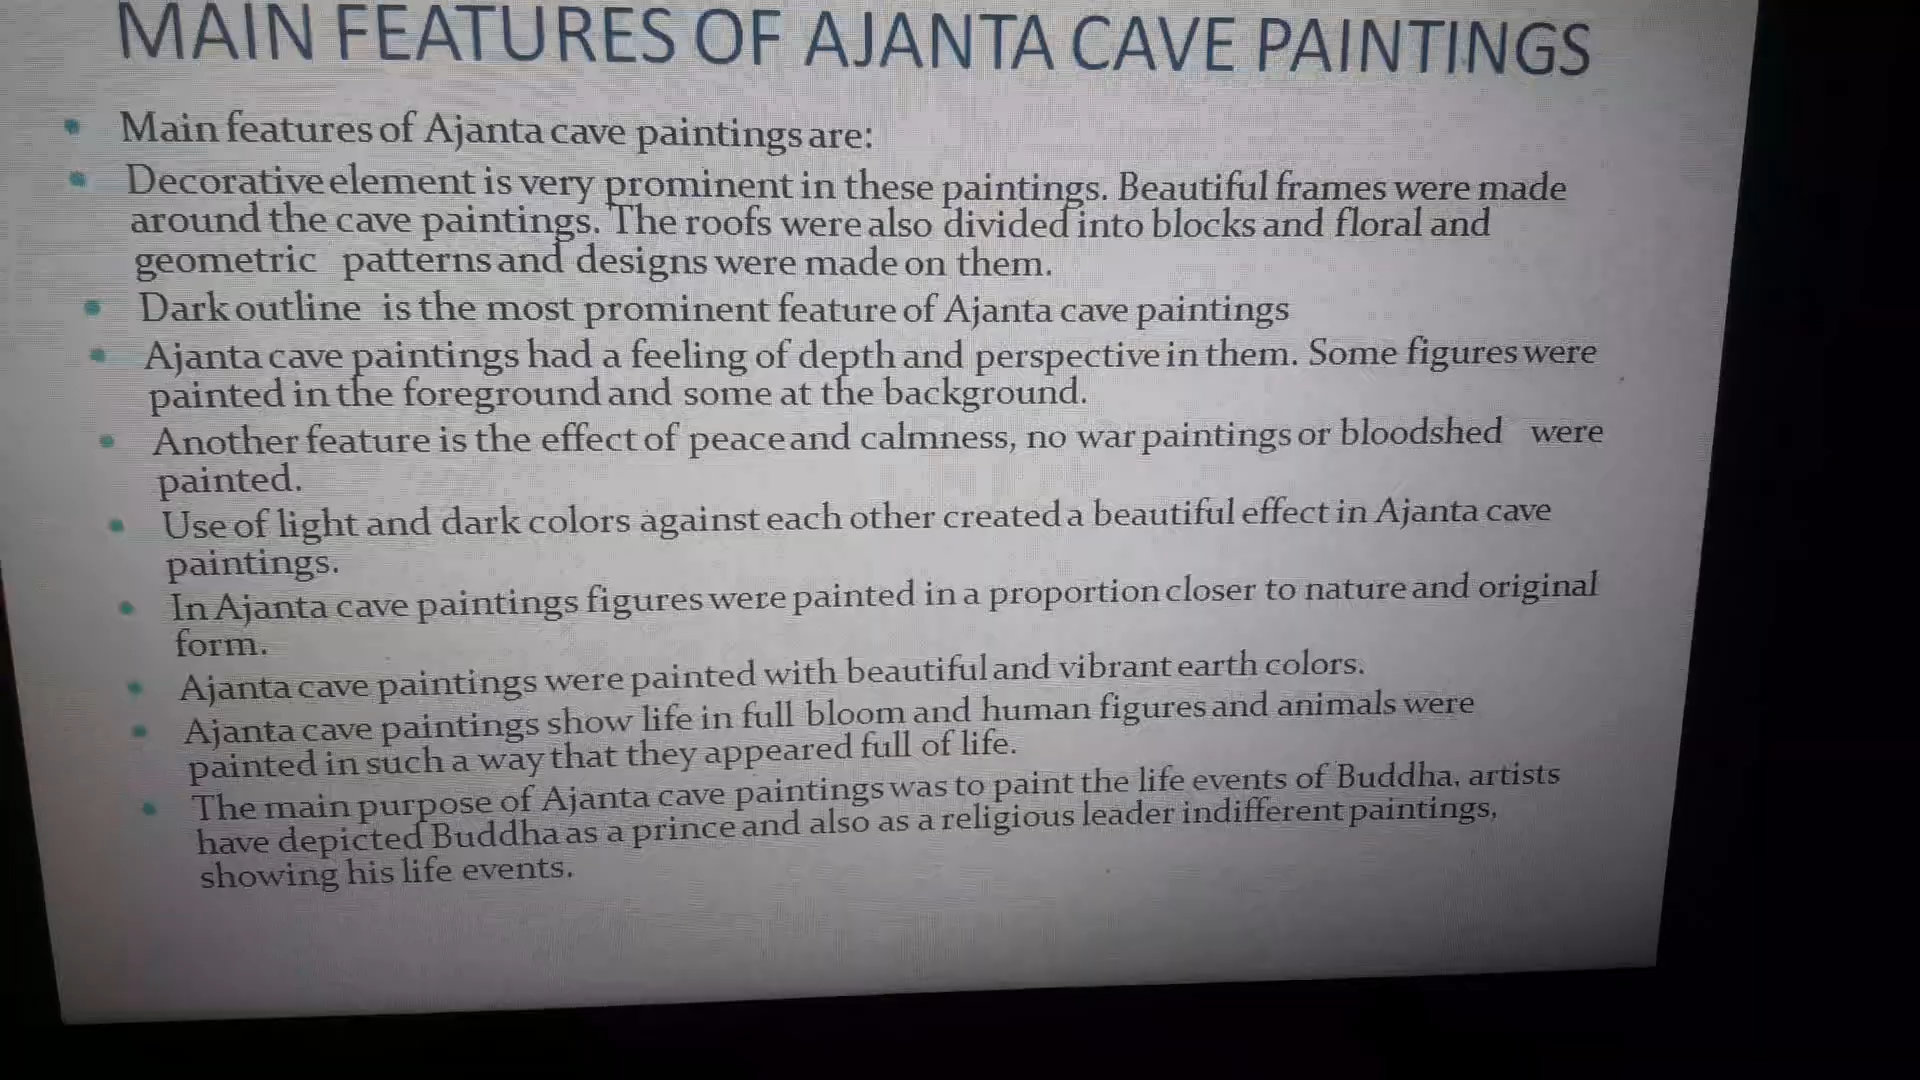 MAIN FEATURES OF AJANTA CAVE PAINTINGS
• Main features of Ajanta cave paintings are:
• Decorative element is very prominent in these paintings. Beautiful frames were made
around the cave paintings. The roofs were also divided into blocks and floral and
geometric patterns and designs were made on them.
• Dark outline is the most prominent feature of Ajanta cave paintings
• Ajanta cave paintings had a feeling of depth and perspective in them. Some figures were
painted in the foreground and some at the background.
• Another feature is the effect of peace and calmness, no war paintings or bloodshed were
painted.
• Use of light and dark colors against each other created a beautiful effect in Ajanta cave
paintings.
• In Ajanta cave paintings figures were painted in a proportion closer to nature and original
form.
• Ajanta cave paintings were painted with beautiful and vibrant earth colors.
• Ajanta cave paintings show life in full bloom and human figures and animals were
painted in such a way that they appeared full of life.
• The main purpose of Ajanta cave paintings was to paint the life events of Buddha, artists
have depicted Buddha as a prince and also as a religious leader indifferent paintings,
showing his life events.